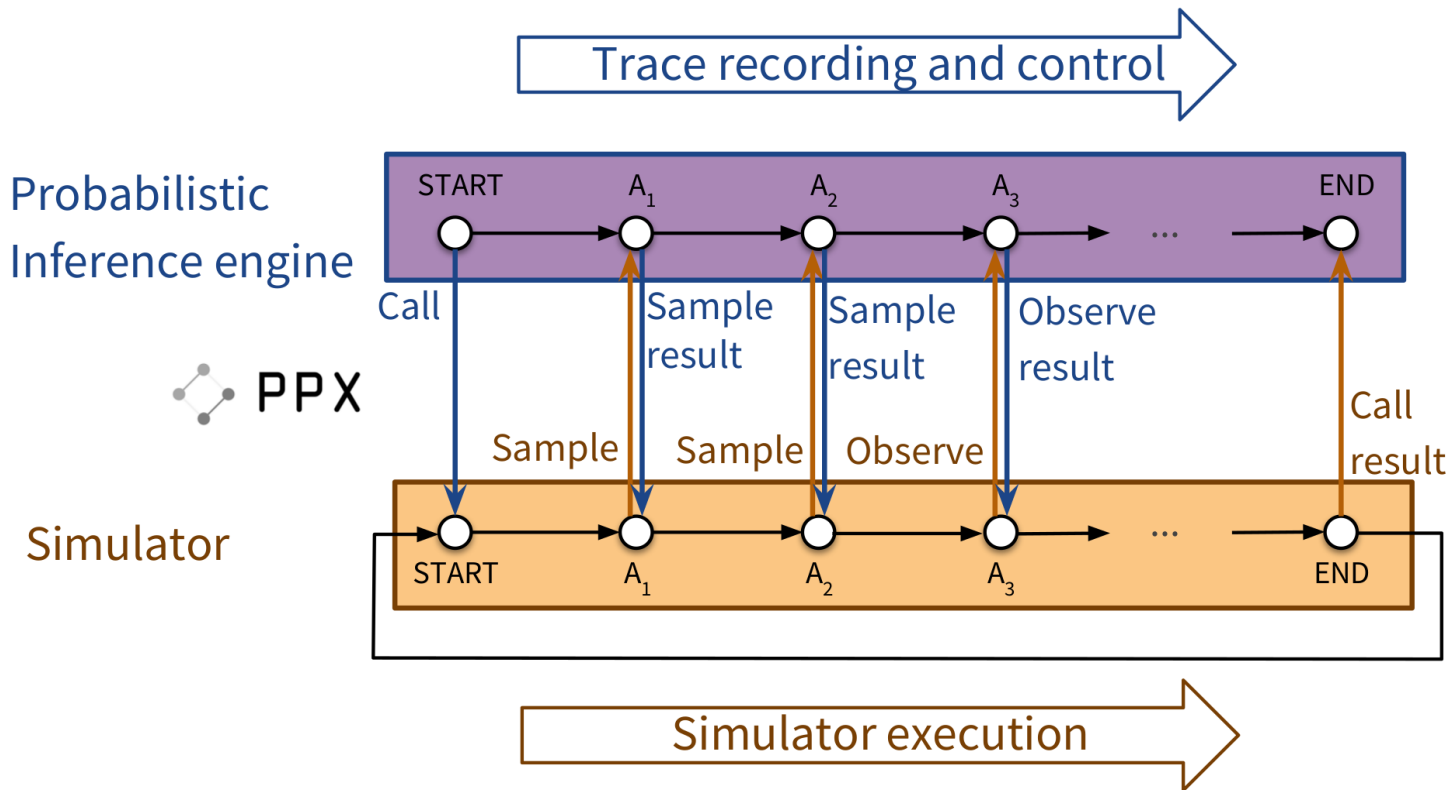 Trace recording and control
Probabilistic
Inference engine
START A₁ A₂ A₃ END
...
Call
Sample
result
Sample
result
Observe
result
PPX
Sample
Sample
Observe
Call
result
Simulator
...
START A₁ A₂ A₃ END
Simulator execution